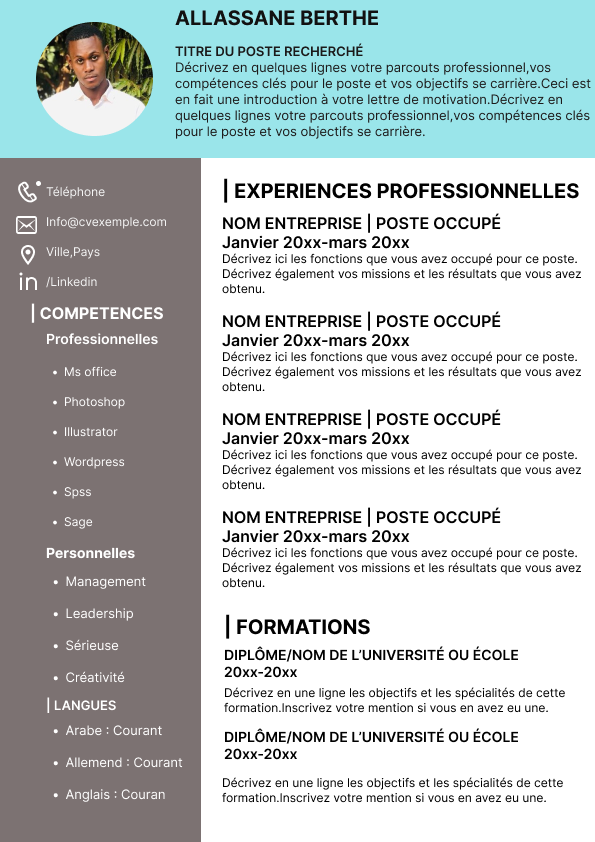 ALLASSANE BERTHE
TITRE DU POSTE RECHERCHÉ
Décrivez en quelques lignes votre parcouts professionnel,vos
compétences clés pour le poste et vos objectifs se carrière.Ceci est
en fait une introduction à votre lettre de motivation.Décrivez en
quelques lignes votre parcouts professionnel,vos compétences clés
pour le poste et vos objectifs se carrière.
Téléphone
Info@cvexemple.com
Ville,Pays
in /Linkedin
| COMPETENCES
Professionnelles
• Ms office
• Photoshop
• Illustrator
• Wordpress
• Spss
• Sage
Personnelles
• Management
• Leadership
• Sérieuse
• Créativité
| LANGUES
• Arabe : Courant
• Allemend : Courant
• Anglais : Couran
| EXPERIENCES PROFESSIONNELLES
NOM ENTREPRISE | POSTE OCCUPÉ
Janvier 20xx-mars 20xx
Décrivez ici les fonctions que vous avez occupé pour ce poste.
Décrivez également vos missions et les résultats que vous avez
obtenu.
NOM ENTREPRISE | POSTE OCCUPÉ
Janvier 20xx-mars 20xx
Décrivez ici les fonctions que vous avez occupé pour ce poste.
Décrivez également vos missions et les résultats que vous avez
obtenu.
NOM ENTREPRISE | POSTE OCCUPÉ
Janvier 20xx-mars 20xx
Décrivez ici les fonctions que vous avez occupé pour ce poste.
Décrivez également vos missions et les résultats que vous avez
obtenu.
NOM ENTREPRISE | POSTE OCCUPÉ
Janvier 20xx-mars 20xx
Décrivez ici les fonctions que vous avez occupé pour ce poste.
Décrivez également vos missions et les résultats que vous avez
obtenu.
| FORMATIONS
DIPLÔME/NOM DE L’UNIVERSITÉ OU ÉCOLE
20xx-20xx
Décrivez en une ligne les objectifs et les spécialités de cette
formation.Inscrivez votre mention si vous en avez eu une.
DIPLÔME/NOM DE L’UNIVERSITÉ OU ÉCOLE
20xx-20xx
Décrivez en une ligne les objectifs et les spécialités de cette
formation.Inscrivez votre mention si vous en avez eu une.